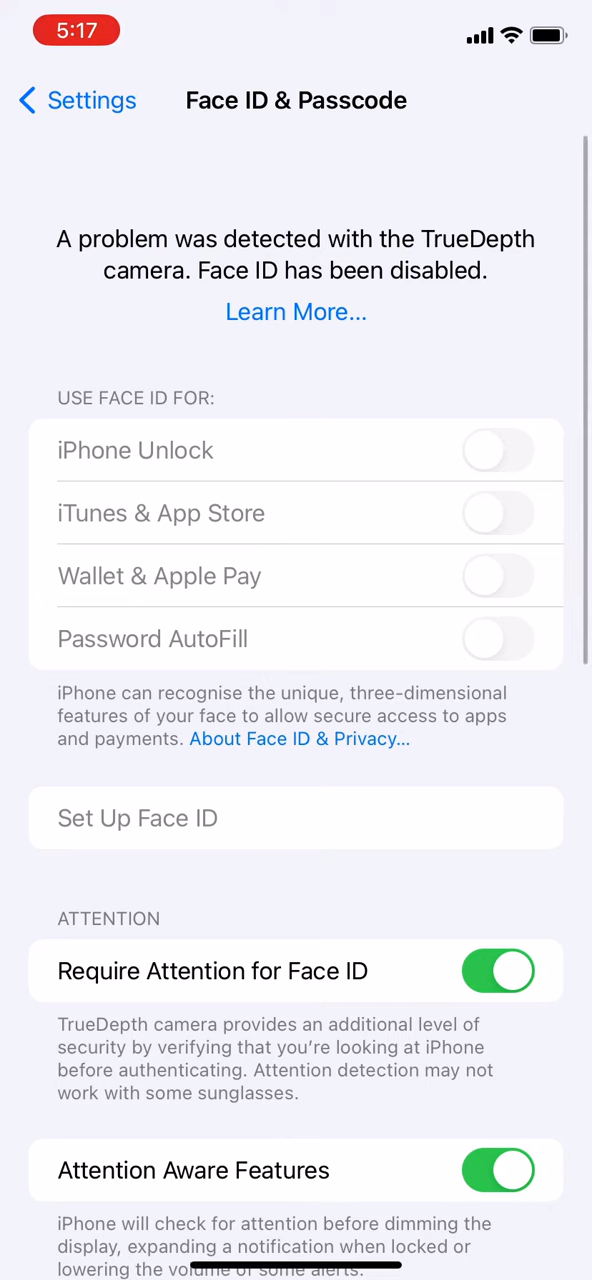 5:17
Settings
Face ID & Passcode
A problem was detected with the TrueDepth
camera. Face ID has been disabled.
Learn More...
USE FACE ID FOR:
iPhone Unlock
iTunes & App Store
Wallet & Apple Pay
Password AutoFill
iPhone can recognise the unique, three-dimensional
features of your face to allow secure access to apps
and payments. About Face ID & Privacy...
Set Up Face ID
ATTENTION
Require Attention for Face ID
TrueDepth camera provides an additional level of
security by verifying that you’re looking at iPhone
before authenticating. Attention detection may not
work with some sunglasses.
Attention Aware Features
iPhone will check for attention before dimming the
display, expanding a notification when locked or
lowering the volume of some alerts.